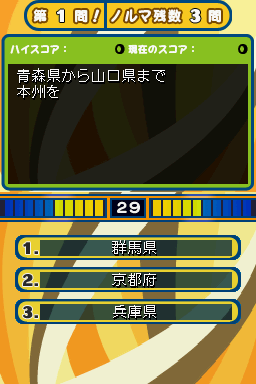 第 1 問! ノルマ残数 3 問
ハイスコア： 0 現在のスコア： 0
青森県から山口県まで
本州を
29
1. 群馬県
2. 京都府
3. 兵庫県